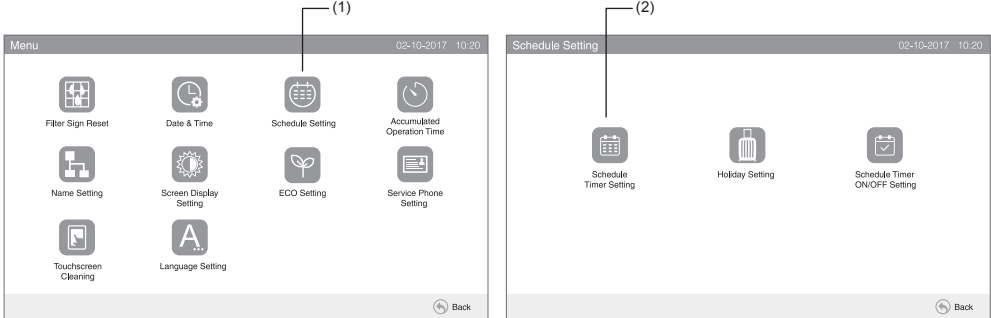 (1)
(2)
Menu 02-10-2017 10:20
Filter Sign Reset
Date & Time
Schedule Setting
Accumulated
Operation Time
Name Setting
Screen Display
Setting
ECO Setting
Service Phone
Setting
Touchscreen
Cleaning
A...
Language Setting
Back
Schedule Setting 02-10-2017 10:20
Schedule
Timer Setting
Holiday Setting
Schedule Timer
ON/OFF Setting
Back